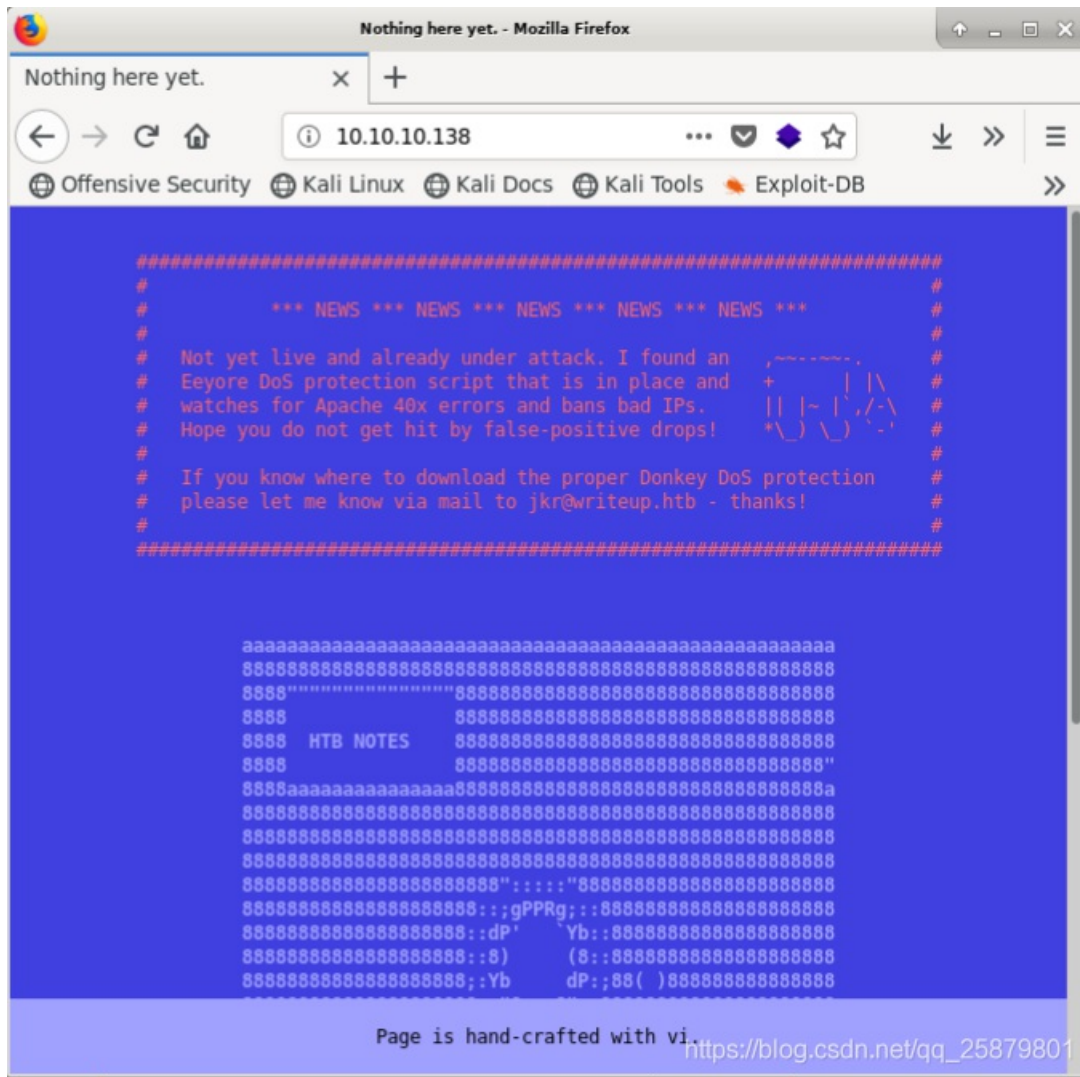 Nothing here yet. - Mozilla Firefox
Nothing here yet.
10.10.10.138
Offensive Security Kali Linux Kali Docs Kali Tools Exploit-DB
########################################################################
# #
# *** NEWS *** NEWS *** NEWS *** NEWS *** NEWS *** #
# #
# Not yet live and already under attack. I found an ,~~--~~-. #
# Eeyore DoS protection script that is in place and + | |\ #
# watches for Apache 40x errors and bans bad IPs. || |~ |`,/-\ #
# Hope you do not get hit by false-positive drops! *\_) \_) `-' #
# #
# If you know where to download the proper Donkey DoS protection #
# please let me know via mail to jkr@writeup.htb - thanks! #
# #
########################################################################
HTB NOTES
Page is hand-crafted with vi.
https://blog.csdn.net/qq_25879801